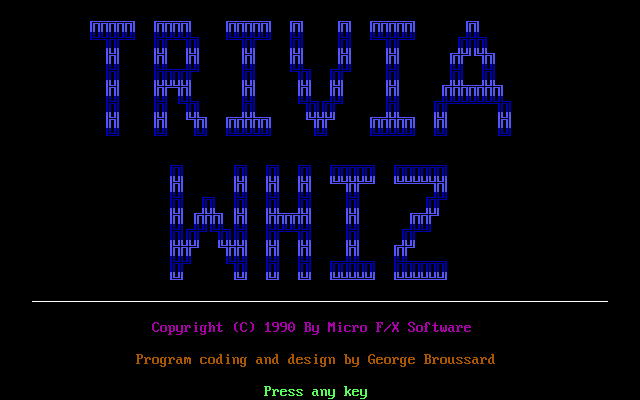 TRIVIA
WHIZ
Copyright (C) 1990 By Micro F/X Software
Program coding and design by George Broussard
Press any key